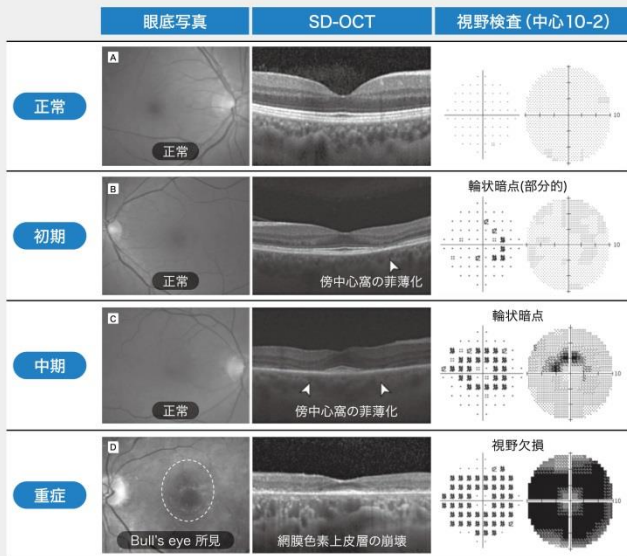 眼底写真 SD-OCT 視野検査(中心10-2)
正常 A 正常 10
輪状暗点(部分的)
初期 B 正常 傍中心窩の菲薄化 10
輪状暗点
中期 C 正常 傍中心窩の菲薄化 10
視野欠損
重症 D Bull's eye 所見 網膜色素上皮層の崩壊 10